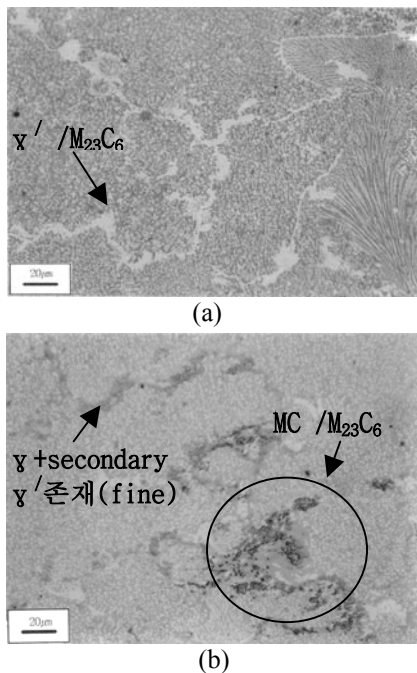 γ′ /M₂₃C₆
20μm
(a)
MC /M₂₃C₆
γ+secondary
γ′존재(fine)
20μm
(b)